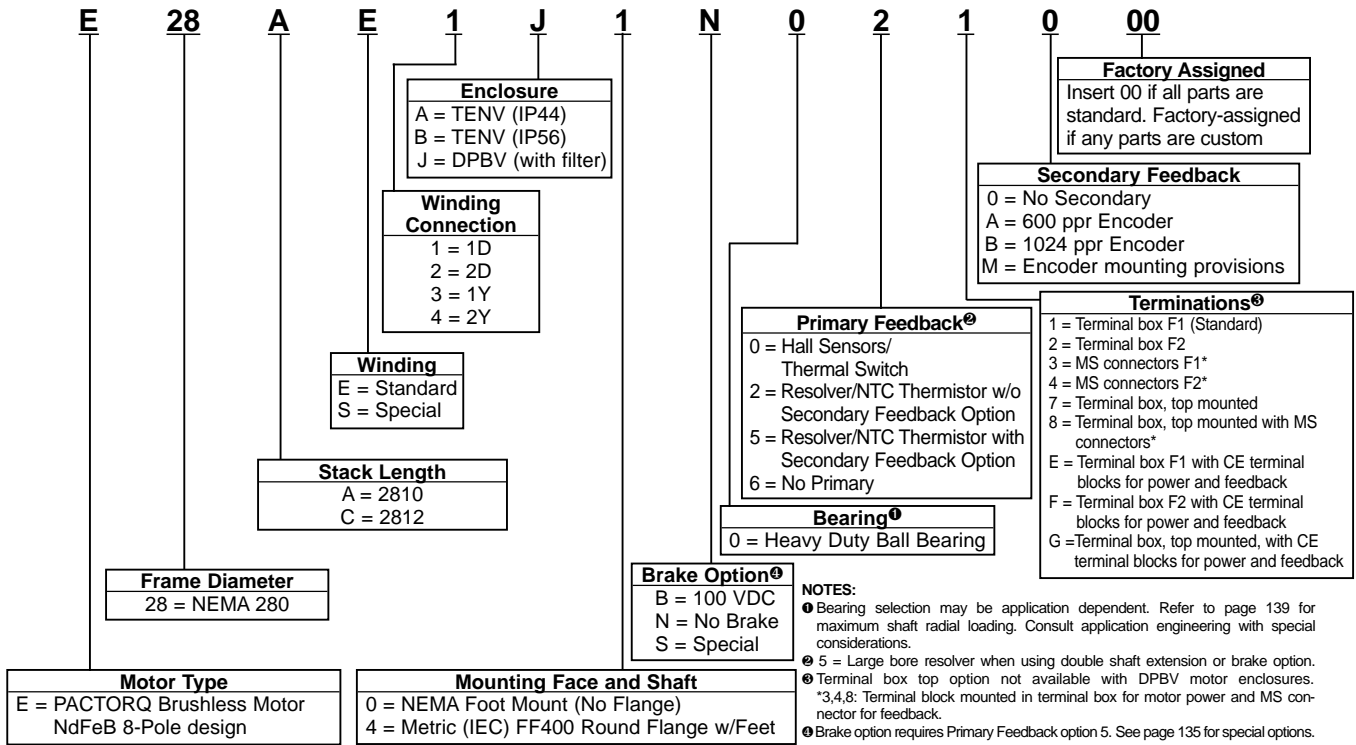 E 28 A E 1 J 1 N 0 2 1 0 00
Factory Assigned
Insert 00 if all parts are
standard. Factory-assigned
if any parts are custom
Enclosure
A = TENV (IP44)
B = TENV (IP56)
J = DPBV (with filter)
Secondary Feedback
0 = No Secondary
A = 600 ppr Encoder
B = 1024 ppr Encoder
M = Encoder mounting provisions
Winding
Connection
1 = 1D
2 = 2D
3 = 1Y
4 = 2Y
Terminations❸
1 = Terminal box F1 (Standard)
2 = Terminal box F2
3 = MS connectors F1*
4 = MS connectors F2*
7 = Terminal box, top mounted
8 = Terminal box, top mounted with MS
connectors*
E = Terminal box F1 with CE terminal
blocks for power and feedback
F = Terminal box F2 with CE terminal
blocks for power and feedback
G =Terminal box, top mounted, with CE
terminal blocks for power and feedback
Primary Feedback❷
0 = Hall Sensors/
Thermal Switch
2 = Resolver/NTC Thermistor w/o
Secondary Feedback Option
5 = Resolver/NTC Thermistor with
Secondary Feedback Option
6 = No Primary
Winding
E = Standard
S = Special
Stack Length
A = 2810
C = 2812
Bearing❶
0 = Heavy Duty Ball Bearing
Frame Diameter
28 = NEMA 280
Brake Option❹
B = 100 VDC
N = No Brake
S = Special
NOTES:
❶ Bearing selection may be application dependent. Refer to page 139 for
maximum shaft radial loading. Consult application engineering with special
considerations.
❷ 5 = Large bore resolver when using double shaft extension or brake option.
❸ Terminal box top option not available with DPBV motor enclosures.
*3,4,8: Terminal block mounted in terminal box for motor power and MS con-
nector for feedback.
❹ Brake option requires Primary Feedback option 5. See page 135 for special options.
Motor Type
E = PACTORQ Brushless Motor
NdFeB 8-Pole design
Mounting Face and Shaft
0 = NEMA Foot Mount (No Flange)
4 = Metric (IEC) FF400 Round Flange w/Feet